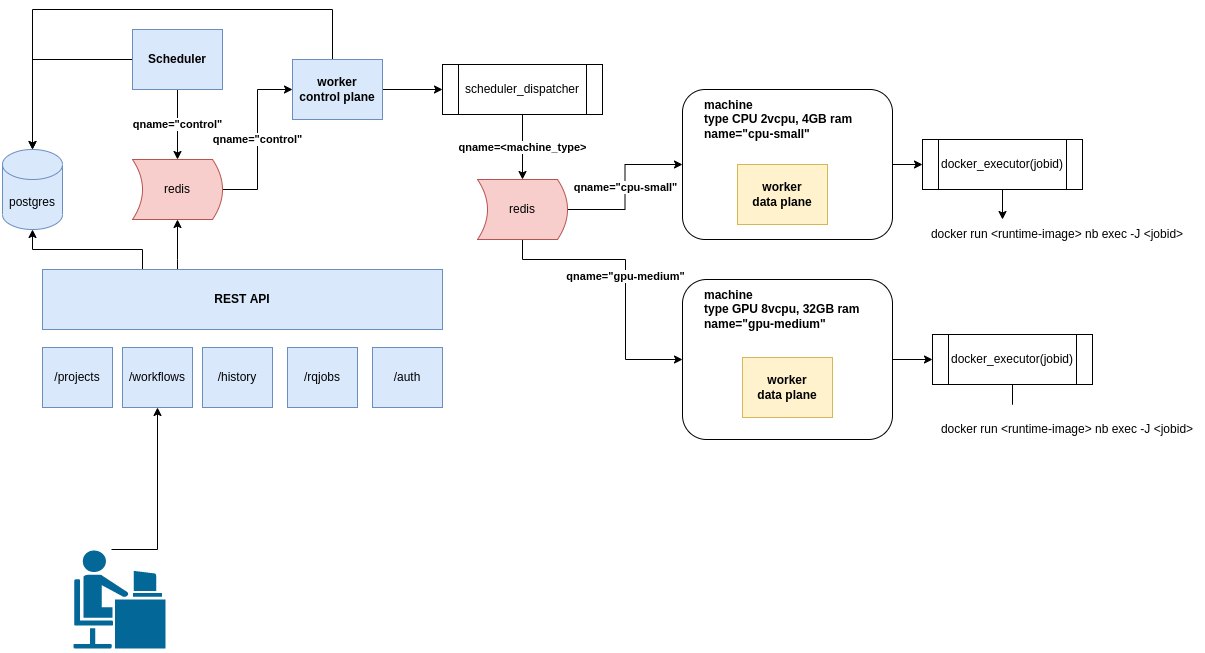 Scheduler
worker
control plane
scheduler_dispatcher
qname="control"
qname="control"
postgres
redis
qname=<machine_type>
redis
qname="cpu-small"
qname="gpu-medium"
machine
type CPU 2vcpu, 4GB ram
name="cpu-small"
worker
data plane
docker_executor(jobid)
docker run <runtime-image> nb exec -J <jobid>
machine
type GPU 8vcpu, 32GB ram
name="gpu-medium"
worker
data plane
docker_executor(jobid)
docker run <runtime-image> nb exec -J <jobid>
REST API
/projects
/workflows
/history
/rqjobs
/auth